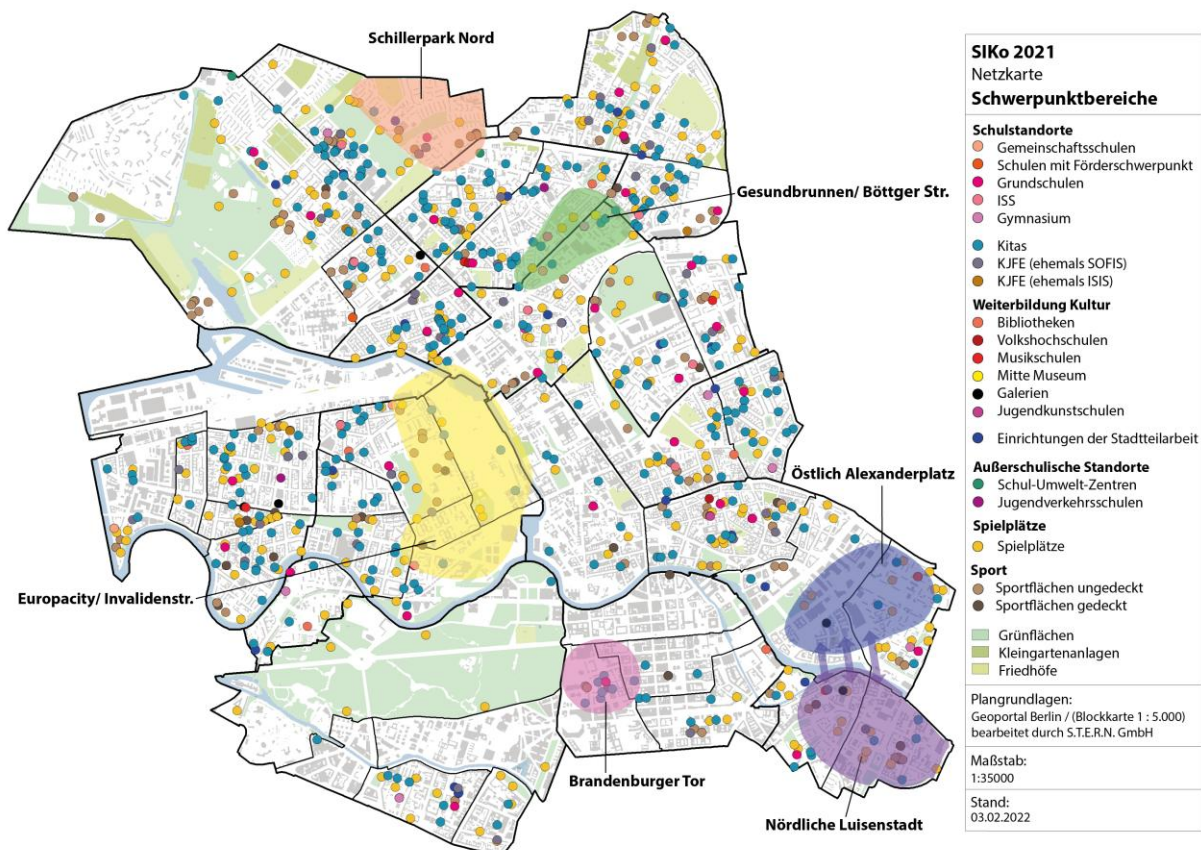 Schillerpark Nord
Gesundbrunnen/ Böttger Str.
Östlich Alexanderplatz
Europacity/ Invalidenstr.
Brandenburger Tor
Nördliche Luisenstadt
SIKo 2021
Netzkarte
Schwerpunktbereiche
Schulstandorte
Gemeinschaftsschulen
Schulen mit Förderschwerpunkt
Grundschulen
ISS
Gymnasium
Kitas
KJFE (ehemals SOFIS)
KJFE (ehemals ISIS)
Weiterbildung Kultur
Bibliotheken
Volkshochschulen
Musikschulen
Mitte Museum
Galerien
Jugendkunstschulen
Einrichtungen der Stadtteilarbeit
Außerschulische Standorte
Schul-Umwelt-Zentren
Jugendverkehrsschulen
Spielplätze
Spielplätze
Sport
Sportflächen ungedeckt
Sportflächen gedeckt
Grünflächen
Kleingartenanlagen
Friedhöfe
Plangrundlagen:
Geoportal Berlin / (Blockkarte 1 : 5.000)
bearbeitet durch S.T.E.R.N. GmbH
Maßstab:
1:35000
Stand:
03.02.2022